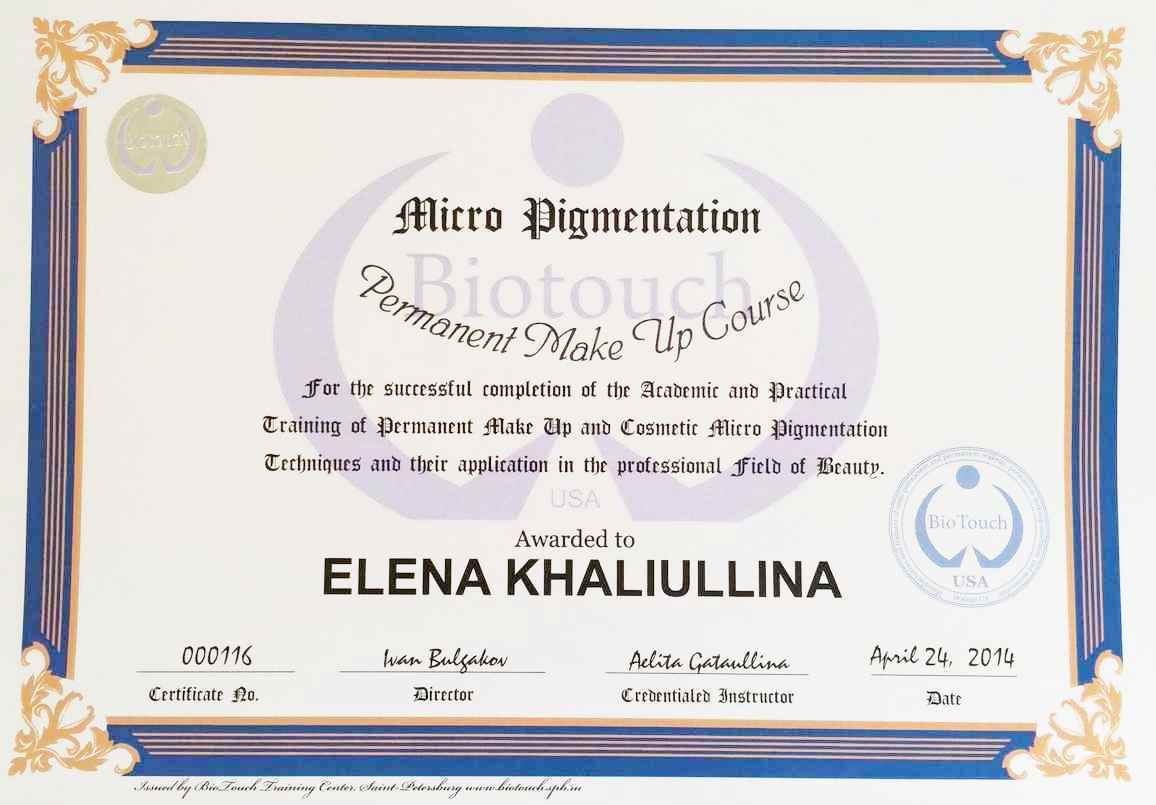 Micro Pigmentation
Biotouch
Permanent Make Up Course
For the successful completion of the Academic and Practical
Training of Permanent Make Up and Cosmetic Micro Pigmentation
Techniques and their application in the professional Field of Beauty.
USA
Awarded to
ELENA KHALIULLINA
BioTouch
USA
000116
Certificate No.
Ivan Bulgakov
Director
Aelita Gataullina
Credentialed Instructor
April 24, 2014
Date
Issued by BioTouch Training Center. Saint-Petersburg www.biotouch.spb.ru